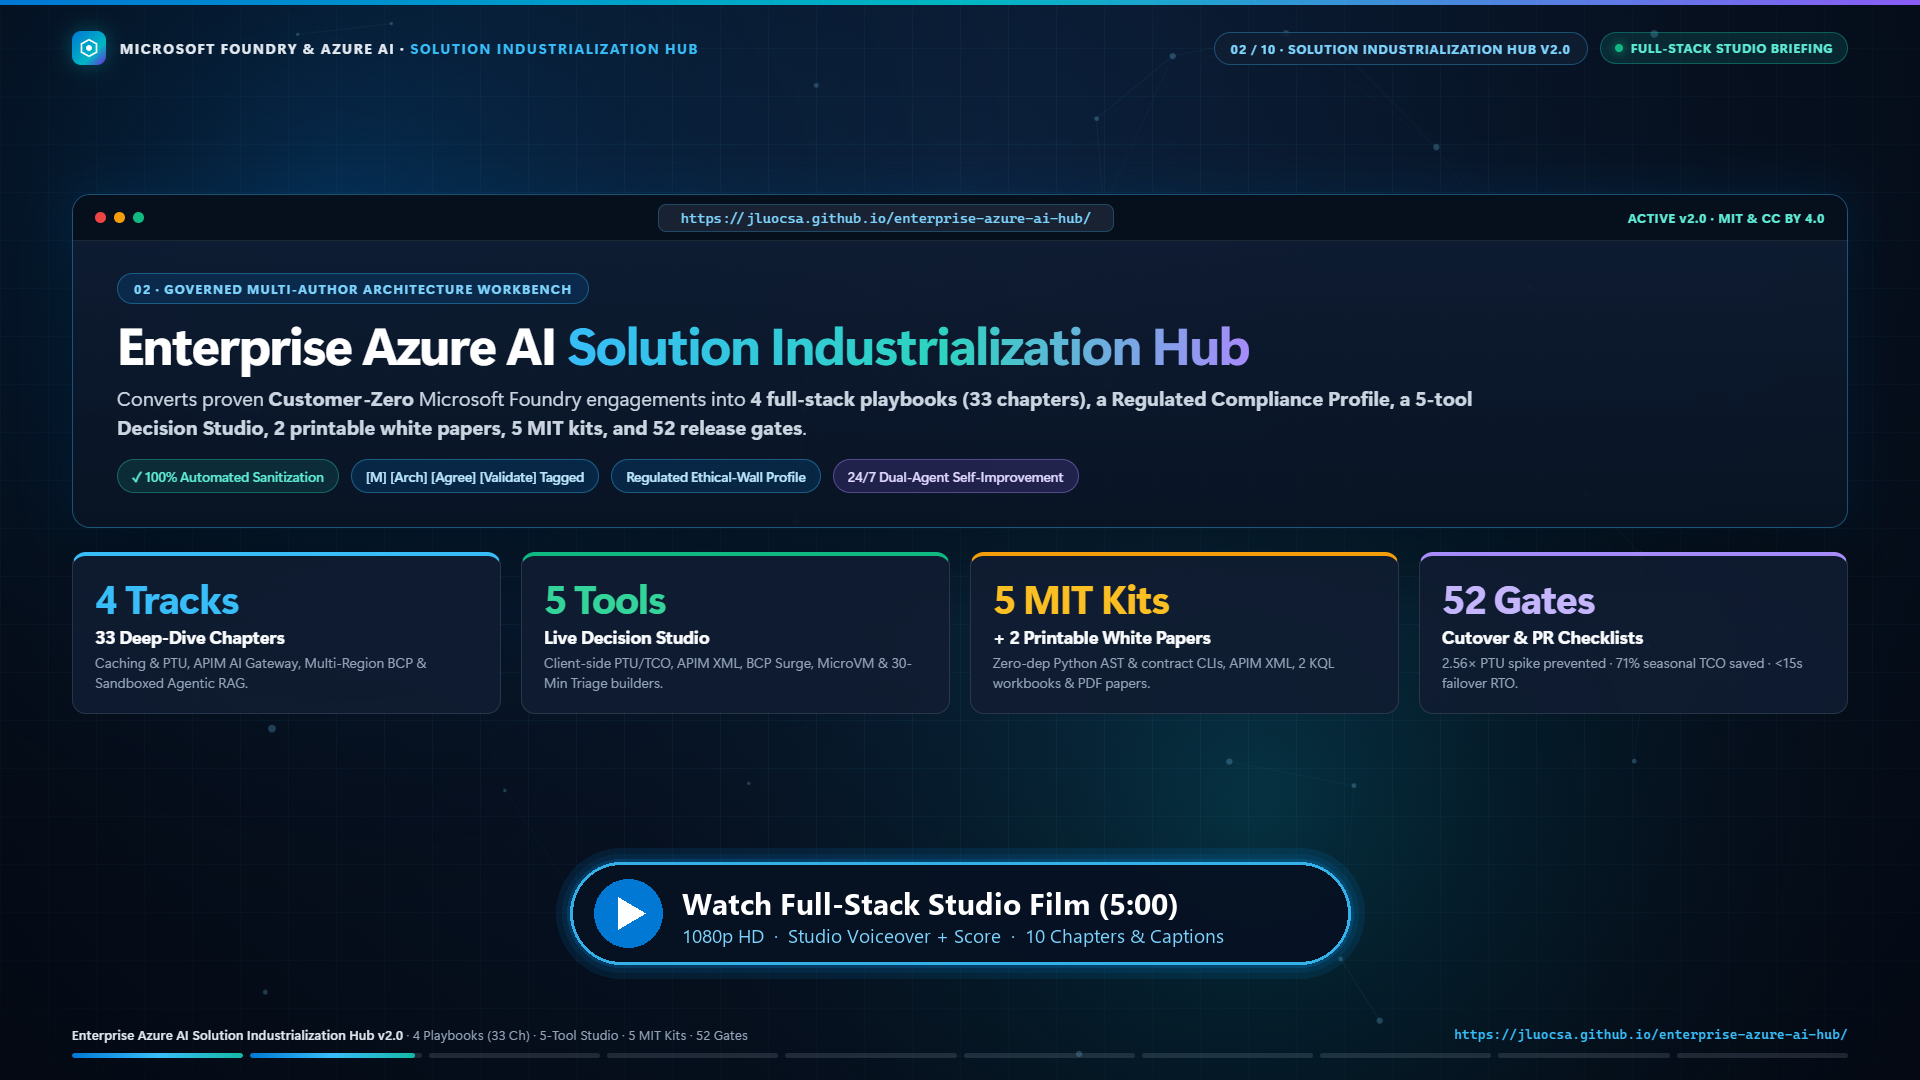 MICROSOFT FOUNDRY & AZURE AI · SOLUTION INDUSTRIALIZATION HUB
02 / 10 · SOLUTION INDUSTRIALIZATION HUB V2.0
FULL-STACK STUDIO BRIEFING
https://jluocsa.github.io/enterprise-azure-ai-hub/
ACTIVE v2.0 · MIT & CC BY 4.0
02 · GOVERNED MULTI-AUTHOR ARCHITECTURE WORKBENCH
Enterprise Azure AI Solution Industrialization Hub
Converts proven Customer-Zero Microsoft Foundry engagements into 4 full-stack playbooks (33 chapters), a Regulated Compliance Profile, a 5-tool
Decision Studio, 2 printable white papers, 5 MIT kits, and 52 release gates.
✓ 100% Automated Sanitization
[M] [Arch] [Agree] [Validate] Tagged
Regulated Ethical-Wall Profile
24/7 Dual-Agent Self-Improvement
4 Tracks
33 Deep-Dive Chapters
Caching & PTU, APIM AI Gateway, Multi-Region BCP &
Sandboxed Agentic RAG.
5 Tools
Live Decision Studio
Client-side PTU/TCO, APIM XML, BCP Surge, MicroVM & 30-
Min Triage builders.
5 MIT Kits
+ 2 Printable White Papers
Zero-dep Python AST & contract CLIs, APIM XML, 2 KQL
workbooks & PDF papers.
52 Gates
Cutover & PR Checklists
2.56× PTU spike prevented · 71% seasonal TCO saved · <15s
failover RTO.
Watch Full-Stack Studio Film (5:00)
1080p HD · Studio Voiceover + Score · 10 Chapters & Captions
Enterprise Azure AI Solution Industrialization Hub v2.0 · 4 Playbooks (33 Ch) · 5-Tool Studio · 5 MIT Kits · 52 Gates
https://jluocsa.github.io/enterprise-azure-ai-hub/